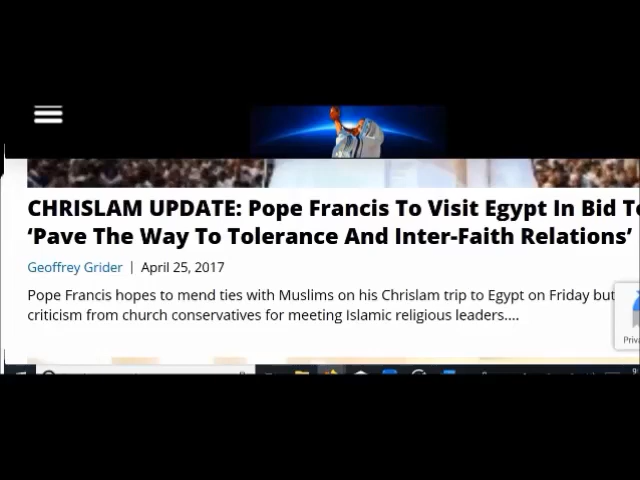 CHRISLAM UPDATE: Pope Francis To Visit Egypt In Bid To
‘Pave The Way To Tolerance And Inter-Faith Relations’
Geoffrey Grider | April 25, 2017
Pope Francis hopes to mend ties with Muslims on his Chrislam trip to Egypt on Friday but
criticism from church conservatives for meeting Islamic religious leaders....